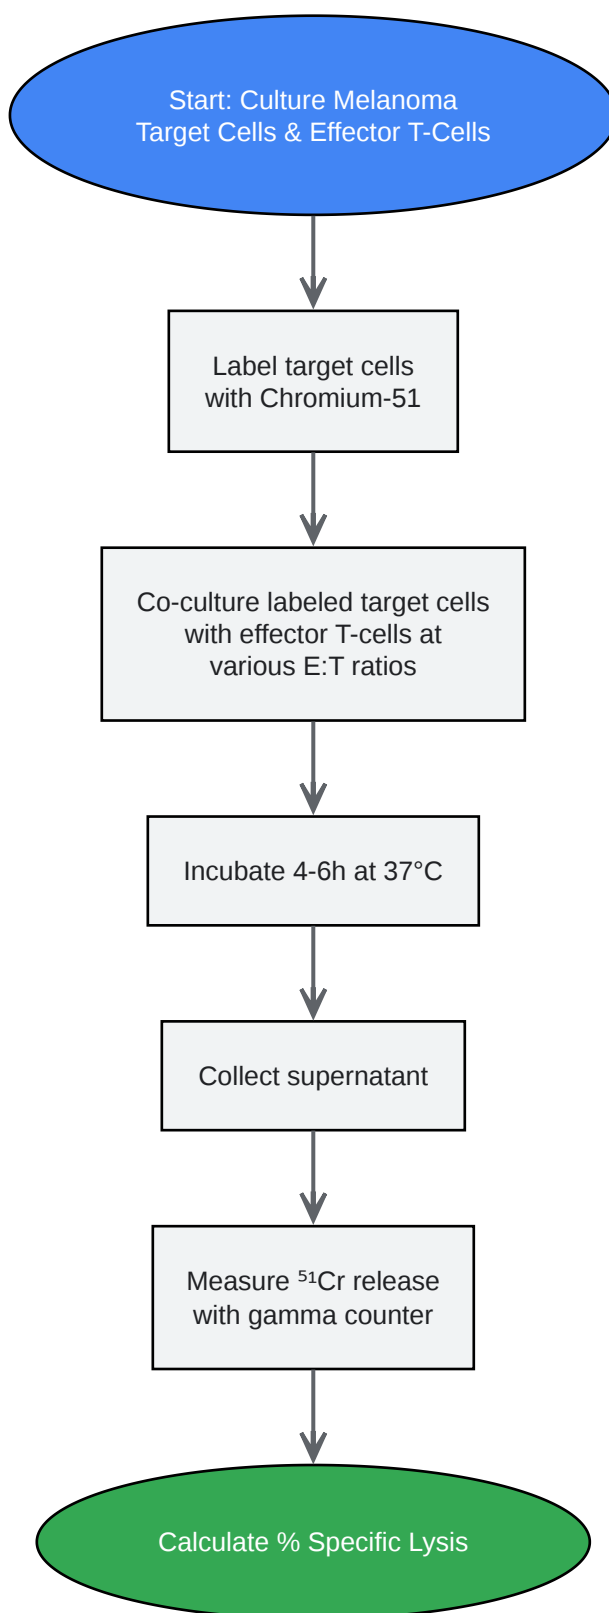 Start: Culture Melanoma
Target Cells & Effector T-Cells
Label target cells
with Chromium-51
Co-culture labeled target cells
with effector T-cells at
various E:T ratios
Incubate 4-6h at 37°C
Collect supernatant
Measure ⁵¹Cr release
with gamma counter
Calculate % Specific Lysis